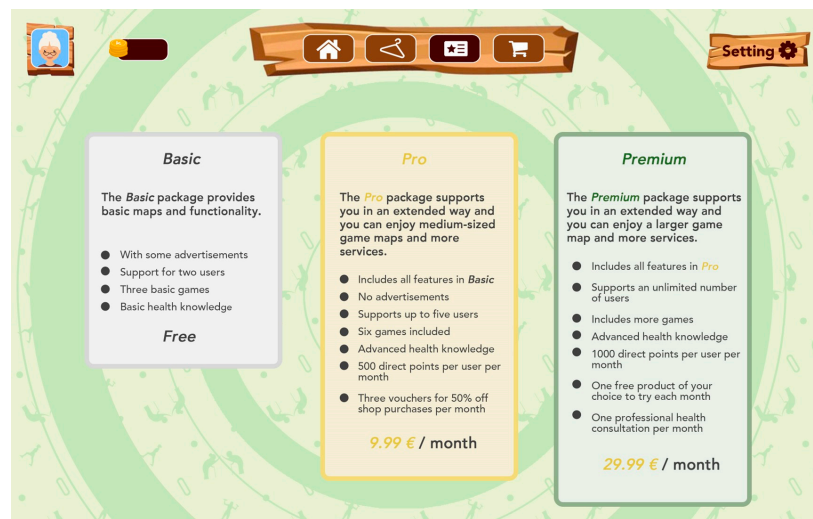 Setting
Basic
The Basic package provides
basic maps and functionality.
With some advertisements
Support for two users
Three basic games
Basic health knowledge
Free
Pro
The Pro package supports
you in an extended way and
you can enjoy medium-sized
game maps and more
services.
Includes all features in Basic
No advertisements
Supports up to five users
Six games included
Advanced health knowledge
500 direct points per user per
month
Three vouchers for 50% off
shop purchases per month
9.99 € / month
Premium
The Premium package supports
you in an extended way and
you can enjoy a larger game
map and more services.
Includes all features in Pro
Supports an unlimited number
of users
Includes more games
Advanced health knowledge
1000 direct points per user per
month
One free product of your
choice to try each month
One professional health
consultation per month
29.99 € / month